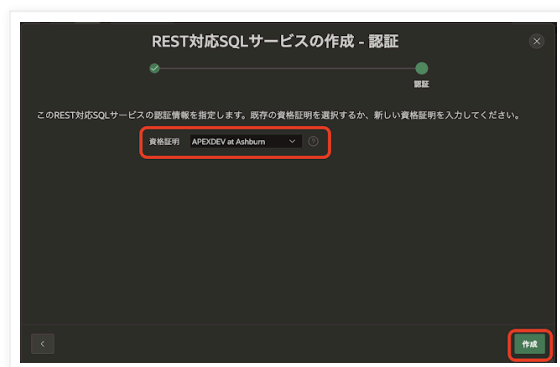 REST対応SQLサービスの作成 - 認証
認証
このREST対応SQLサービスの認証情報を指定します。既存の資格証明を選択するか、新しい資格証明を入力してください。
資格証明 APEXDEV at Ashburn
作成